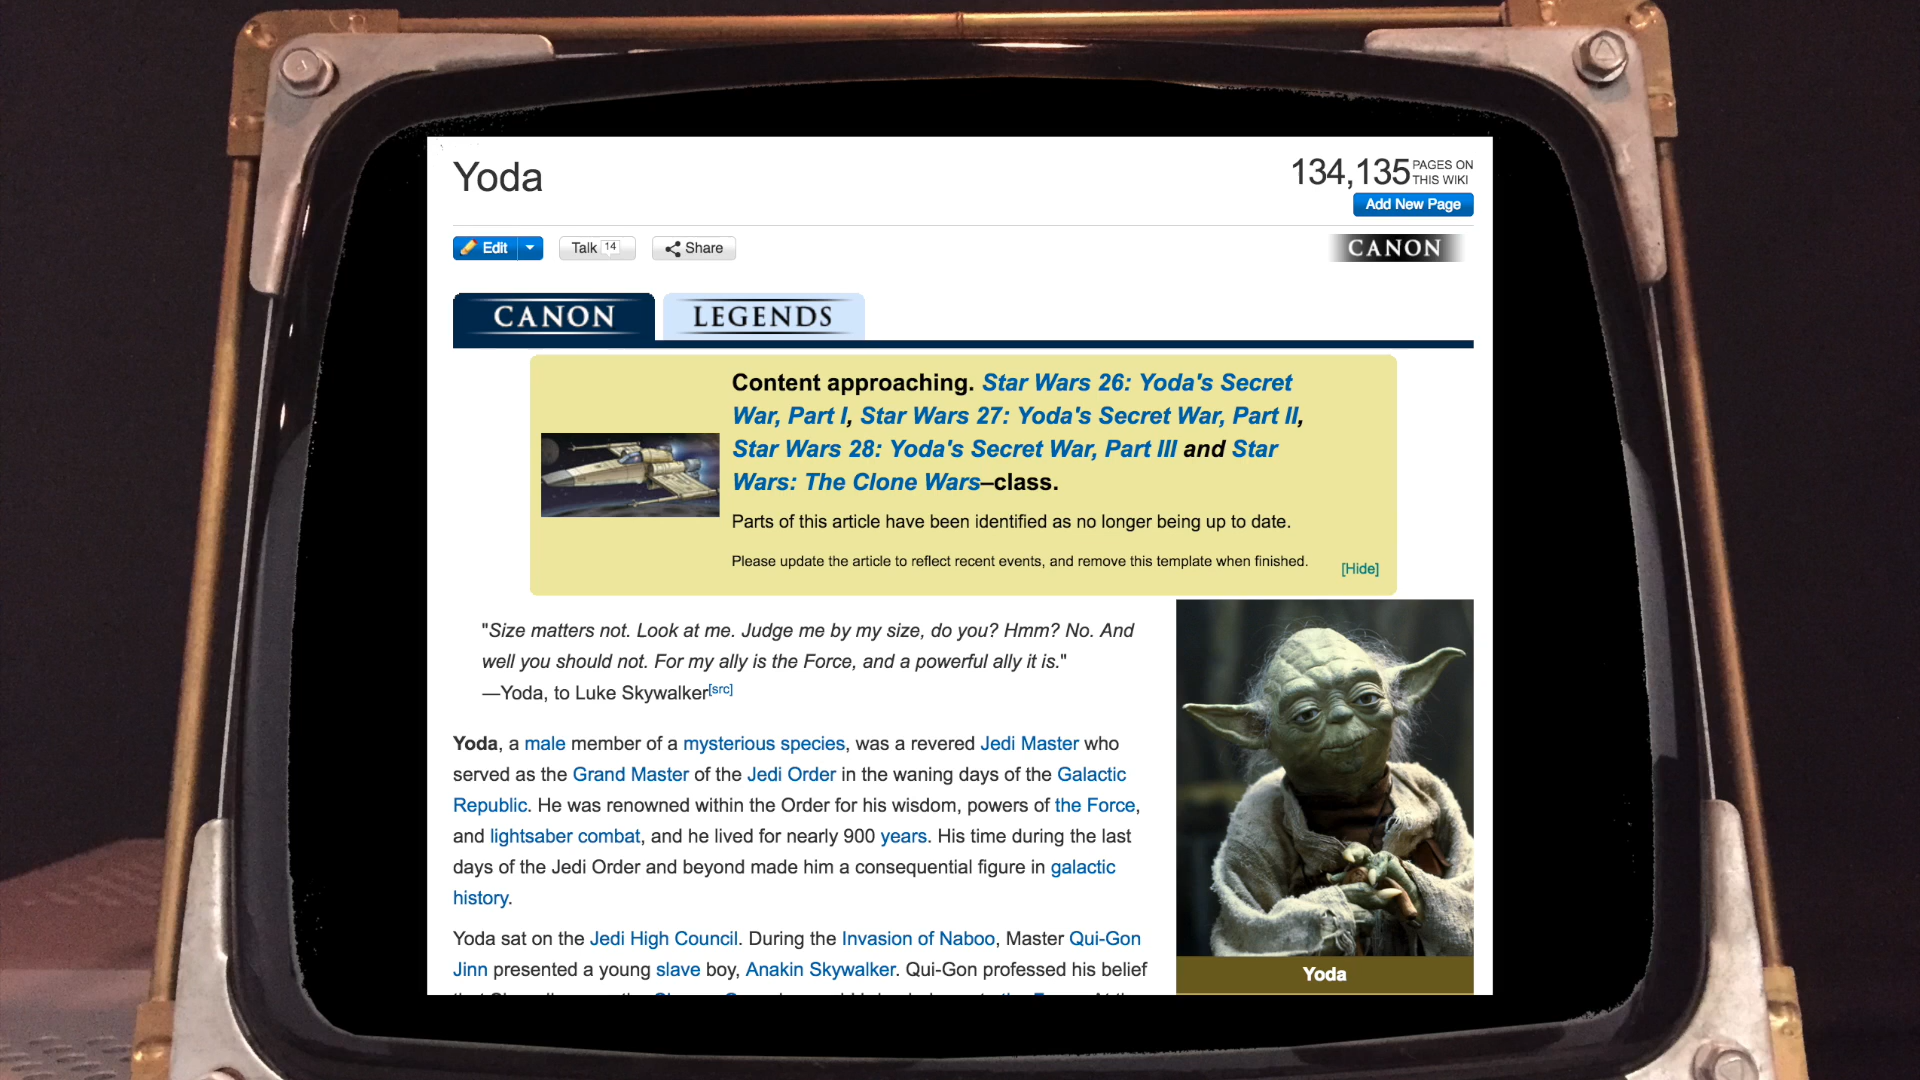 Yoda
134,135 PAGES ON
THIS WIKI
Add New Page
Edit
Talk 14
Share
CANON
CANON
LEGENDS
Content approaching. Star Wars 26: Yoda's Secret
War, Part I, Star Wars 27: Yoda's Secret War, Part II,
Star Wars 28: Yoda's Secret War, Part III and Star
Wars: The Clone Wars–class.
Parts of this article have been identified as no longer being up to date.
Please update the article to reflect recent events, and remove this template when finished.
[Hide]
"Size matters not. Look at me. Judge me by my size, do you? Hmm? No. And
well you should not. For my ally is the Force, and a powerful ally it is."
—Yoda, to Luke Skywalker[src]
Yoda, a male member of a mysterious species, was a revered Jedi Master who
served as the Grand Master of the Jedi Order in the waning days of the Galactic
Republic. He was renowned within the Order for his wisdom, powers of the Force,
and lightsaber combat, and he lived for nearly 900 years. His time during the last
days of the Jedi Order and beyond made him a consequential figure in galactic
history.
Yoda sat on the Jedi High Council. During the Invasion of Naboo, Master Qui-Gon
Jinn presented a young slave boy, Anakin Skywalker. Qui-Gon professed his belief
Yoda